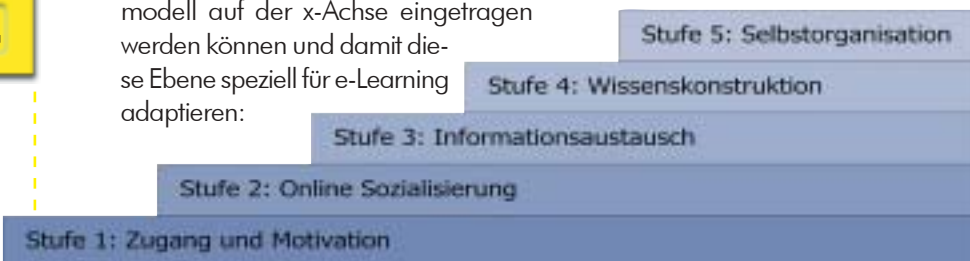 modell auf der x-Achse eingetragen
werden können und damit die-
se Ebene speziell für e-Learning
adaptieren:
Stufe 5: Selbstorganisation
Stufe 4: Wissenskonstruktion
Stufe 3: Informationsaustausch
Stufe 2: Online Sozialisierung
Stufe 1: Zugang und Motivation